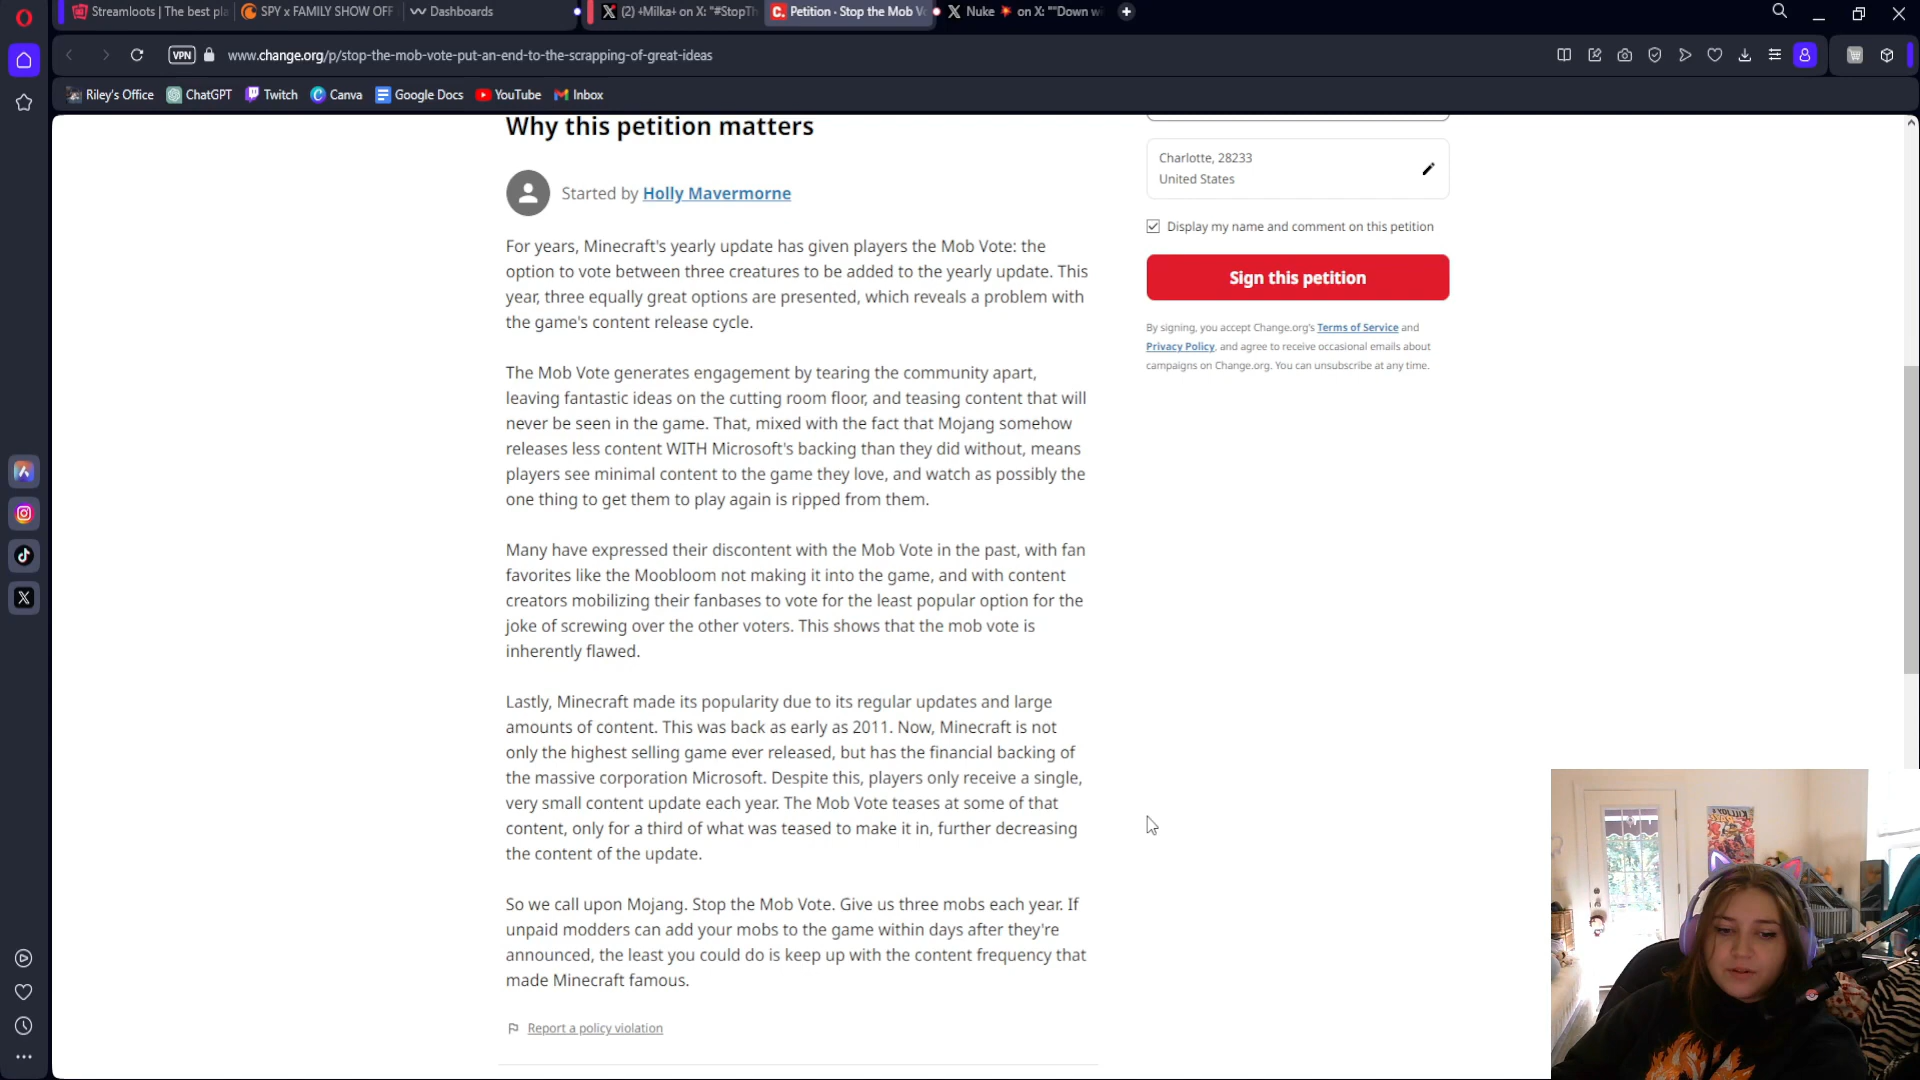 Streamloots | The best pla
SPY x FAMILY SHOW OFF
Dashboards
(2) +Milka+ on X: "#StopTh
Petition · Stop the Mob V
Nuke 💥 on X: ""Down wi
VPN
www.change.org/p/stop-the-mob-vote-put-an-end-to-the-scrapping-of-great-ideas
Riley's Office
ChatGPT
Twitch
Canva
Google Docs
YouTube
Inbox
Why this petition matters
Started by Holly Mavermorne
For years, Minecraft's yearly update has given players the Mob Vote: the
option to vote between three creatures to be added to the yearly update. This
year, three equally great options are presented, which reveals a problem with
the game's content release cycle.
The Mob Vote generates engagement by tearing the community apart,
leaving fantastic ideas on the cutting room floor, and teasing content that will
never be seen in the game. That, mixed with the fact that Mojang somehow
releases less content WITH Microsoft's backing than they did without, means
players see minimal content to the game they love, and watch as possibly the
one thing to get them to play again is ripped from them.
Many have expressed their discontent with the Mob Vote in the past, with fan
favorites like the Moobloom not making it into the game, and with content
creators mobilizing their fanbases to vote for the least popular option for the
joke of screwing over the other voters. This shows that the mob vote is
inherently flawed.
Lastly, Minecraft made its popularity due to its regular updates and large
amounts of content. This was back as early as 2011. Now, Minecraft is not
only the highest selling game ever released, but has the financial backing of
the massive corporation Microsoft. Despite this, players only receive a single,
very small content update each year. The Mob Vote teases at some of that
content, only for a third of what was teased to make it in, further decreasing
the content of the update.
So we call upon Mojang. Stop the Mob Vote. Give us three mobs each year. If
unpaid modders can add your mobs to the game within days after they're
announced, the least you could do is keep up with the content frequency that
made Minecraft famous.
Report a policy violation
Charlotte, 28233
United States
Display my name and comment on this petition
Sign this petition
By signing, you accept Change.org's Terms of Service and
Privacy Policy, and agree to receive occasional emails about
campaigns on Change.org. You can unsubscribe at any time.